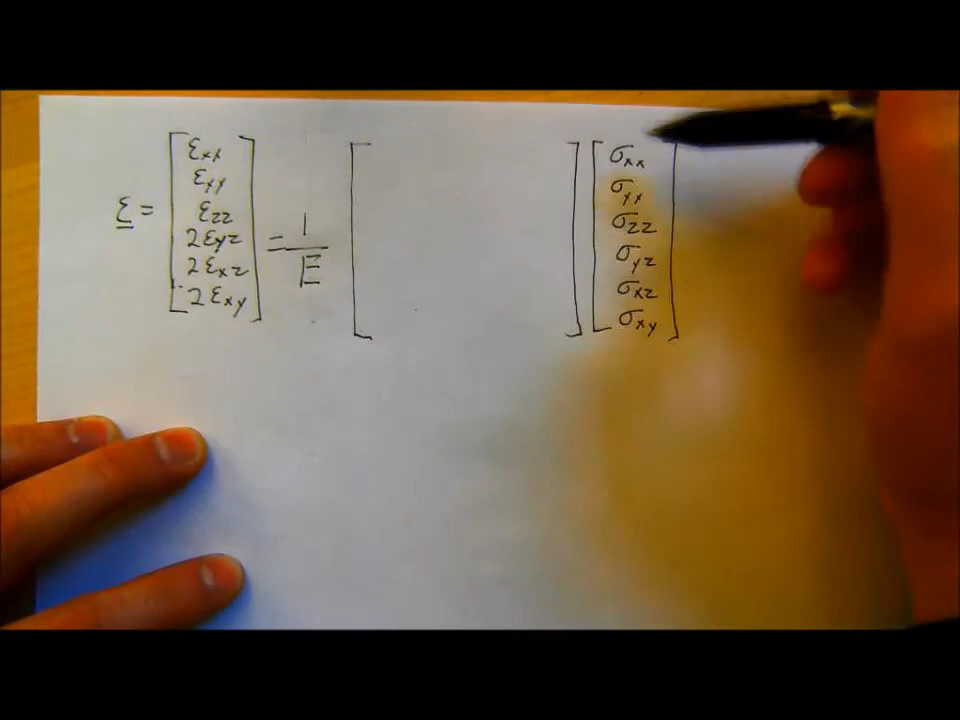 ε = [ εxx εyy εzz 2εyz 2εxz 2εxy ] = 1/E [ ] [ σxx σyx σzz σyz σxz σxy ]